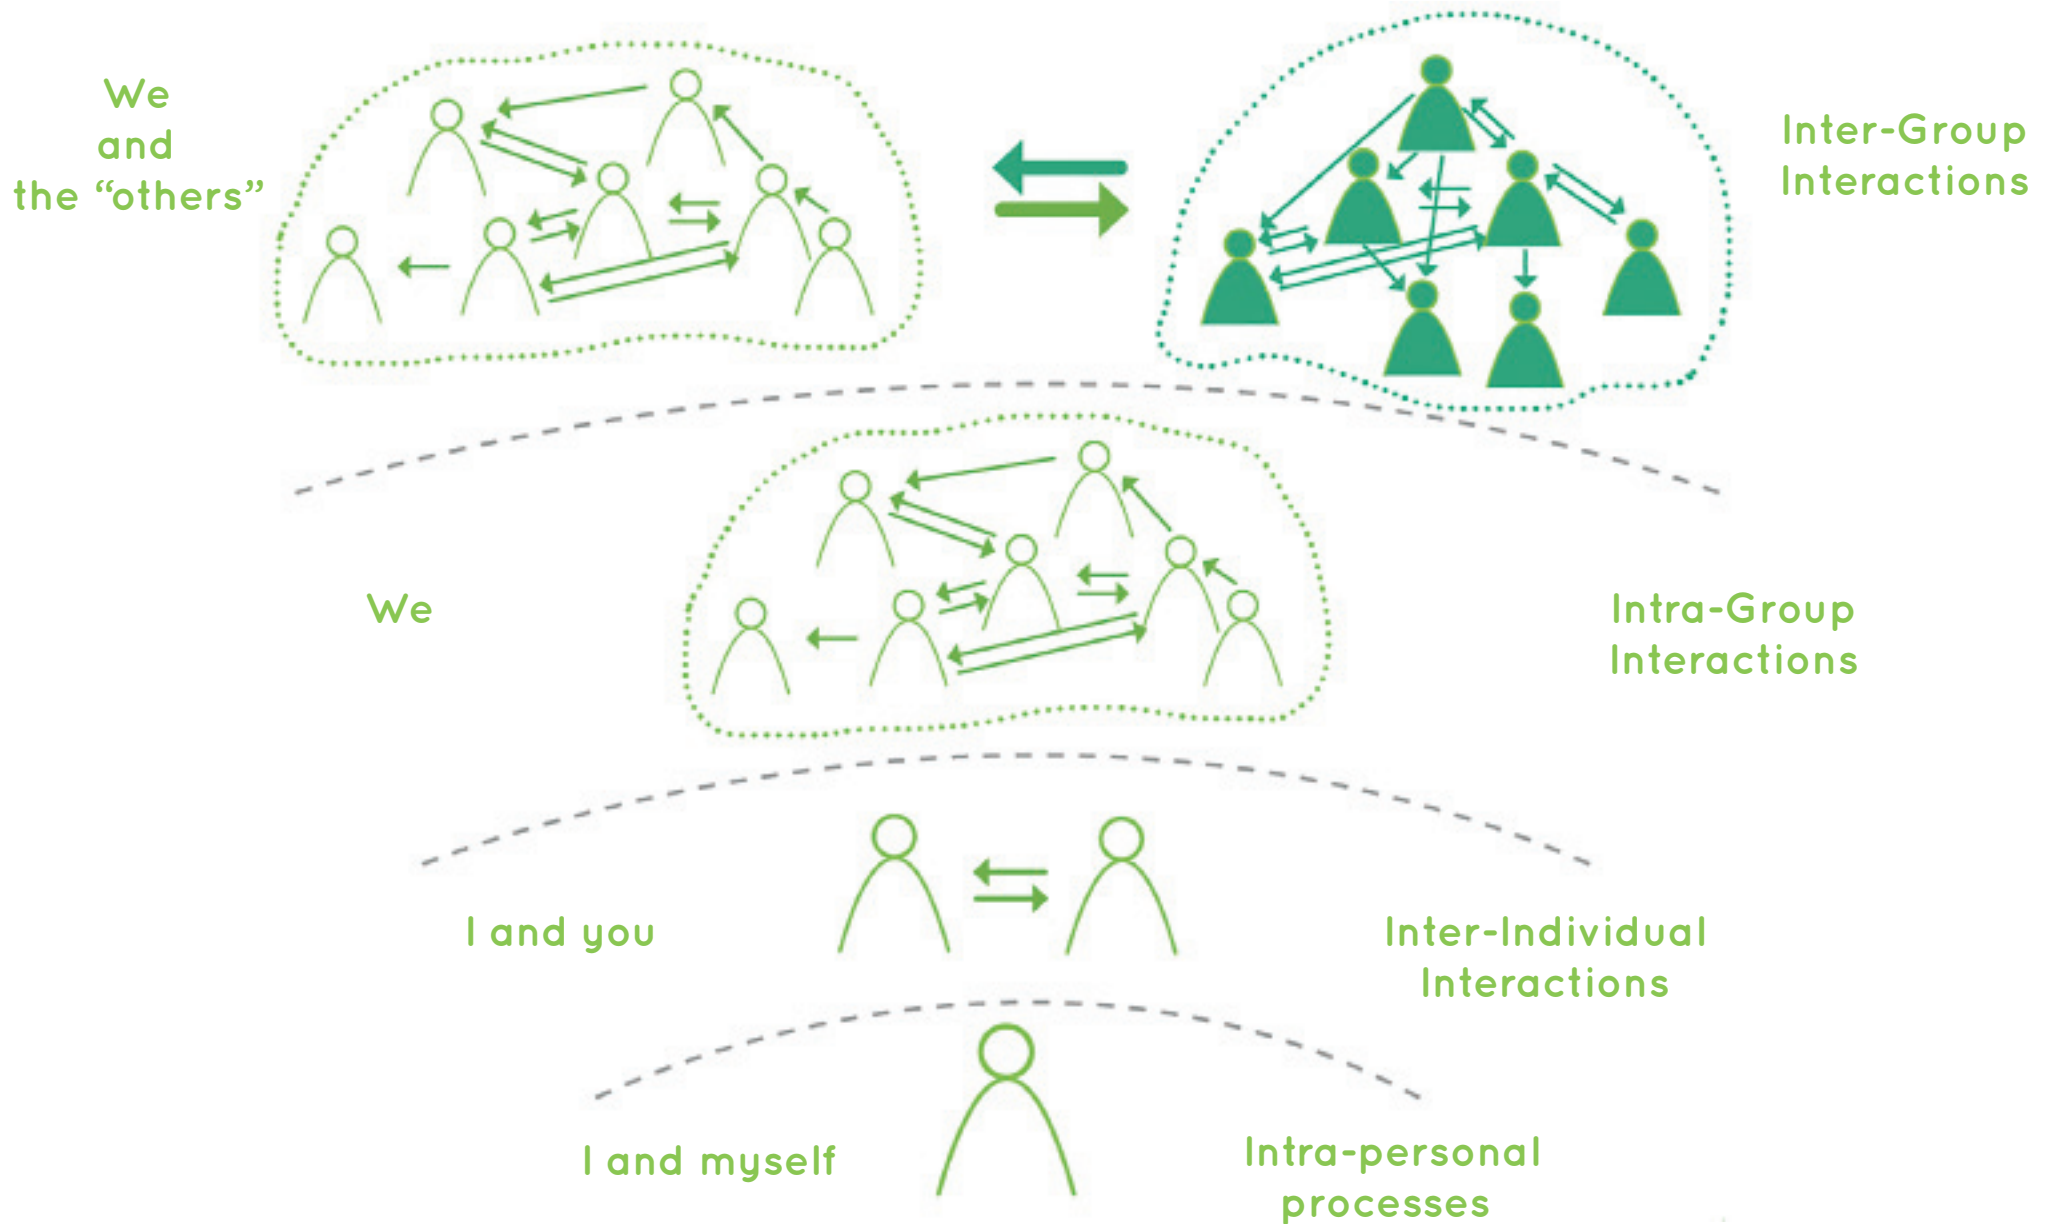 We
and
the “others”
Inter-Group
Interactions
We
Intra-Group
Interactions
I and you
Inter-Individual
Interactions
I and myself
Intra-personal
processes